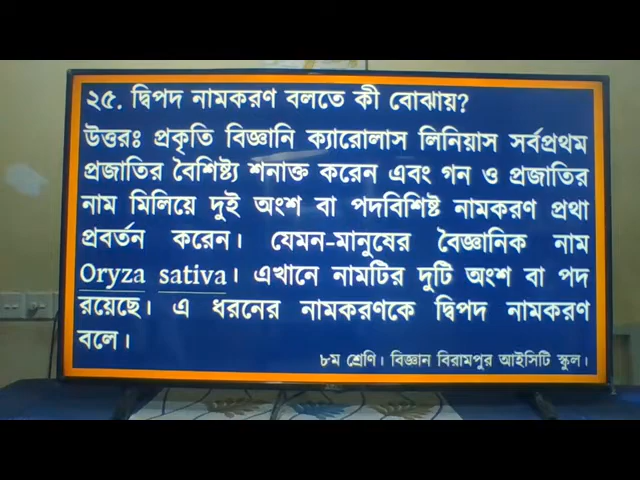 ২৫. দ্বিপদ নামকরণ বলতে কী বোঝায়?
উত্তরঃ প্রকৃতি বিজ্ঞানি ক্যারোলাস লিনিয়াস সর্বপ্রথম
প্রজাতির বৈশিষ্ট্য শনাক্ত করেন এবং গন ও প্রজাতির
নাম মিলিয়ে দুই অংশ বা পদবিশিষ্ট নামকরণ প্রথা
প্রবর্তন করেন। যেমন-মানুষের বৈজ্ঞানিক নাম
Oryza sativa। এখানে নামটির দুটি অংশ বা পদ
রয়েছে। এ ধরনের নামকরণকে দ্বিপদ নামকরণ
বলে।
৮ম শ্রেণি। বিজ্ঞান বিরামপুর আইসিটি স্কুল।